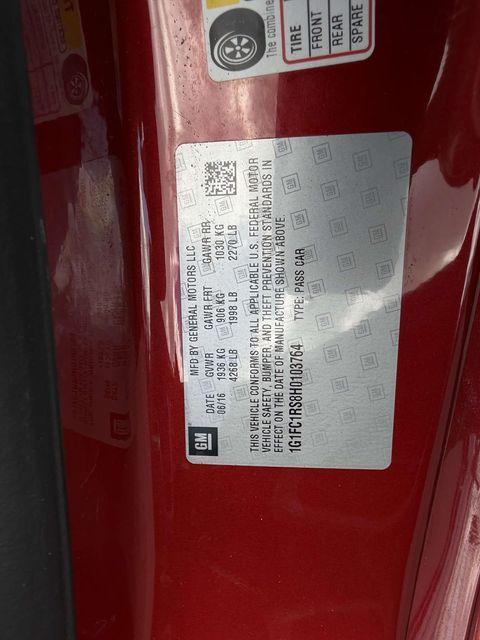 The combine
TIRE
FRONT
REAR
SPARE
MFD BY GENERAL MOTORS LLC
DATE GVWR GAWR FRT GAWR RR
06/16 1936 KG 906 KG 1030 KG
4268 LB 1998 LB 2270 LB
GM
THIS VEHICLE CONFORMS TO ALL APPLICABLE U.S. FEDERAL MOTOR
VEHICLE SAFETY, BUMPER, AND THEFT PREVENTION STANDARDS IN
EFFECT ON THE DATE OF MANUFACTURE SHOWN ABOVE.
1G1FC1RS8H0103764 TYPE: PASS CAR